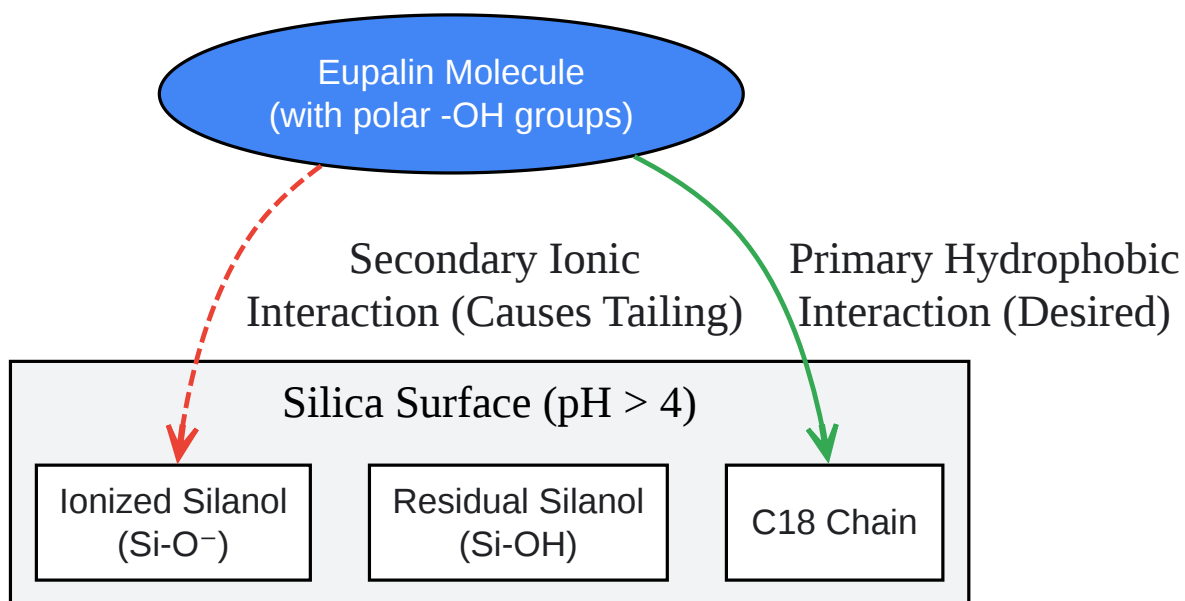 Eupalin Molecule
(with polar -OH groups)
Secondary Ionic
Interaction (Causes Tailing)
Primary Hydrophobic
Interaction (Desired)
Silica Surface (pH > 4)
Ionized Silanol
(Si-O⁻)
Residual Silanol
(Si-OH)
C18 Chain